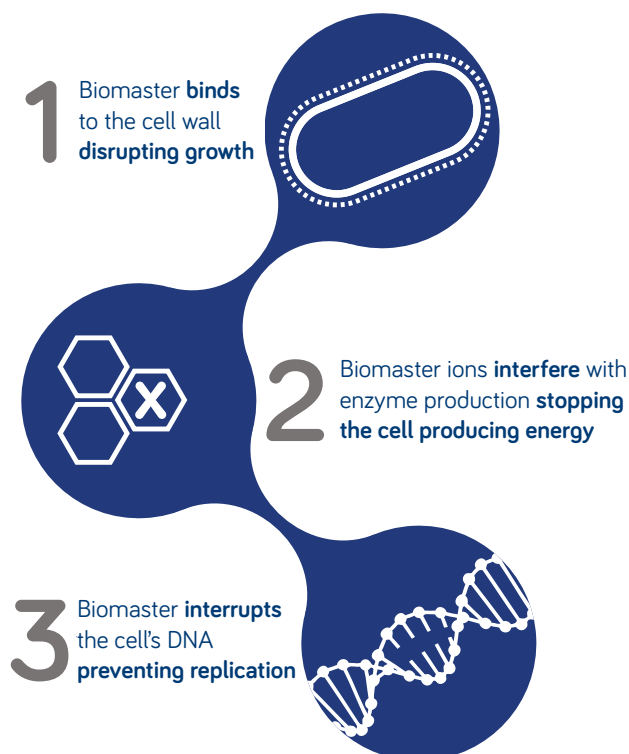 1
Biomaster binds
to the cell wall
disrupting growth
X
2
Biomaster ions interfere with
enzyme production stopping
the cell producing energy
3
Biomaster interrupts
the cell's DNA
preventing replication